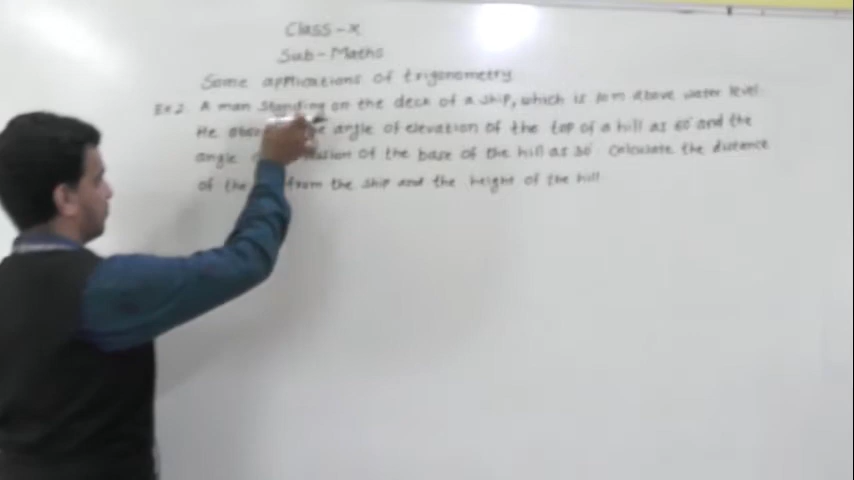 Class-X
Sub-Maths
Some applications of trigonometry
Ex 2. A man standing on the deck of a ship, which is 10m above water level.
He angle of elevation of the top of a hill as 60° and the
angle of the base of the hill as 30° Calculate the distance
of the from the ship and the height of the hill